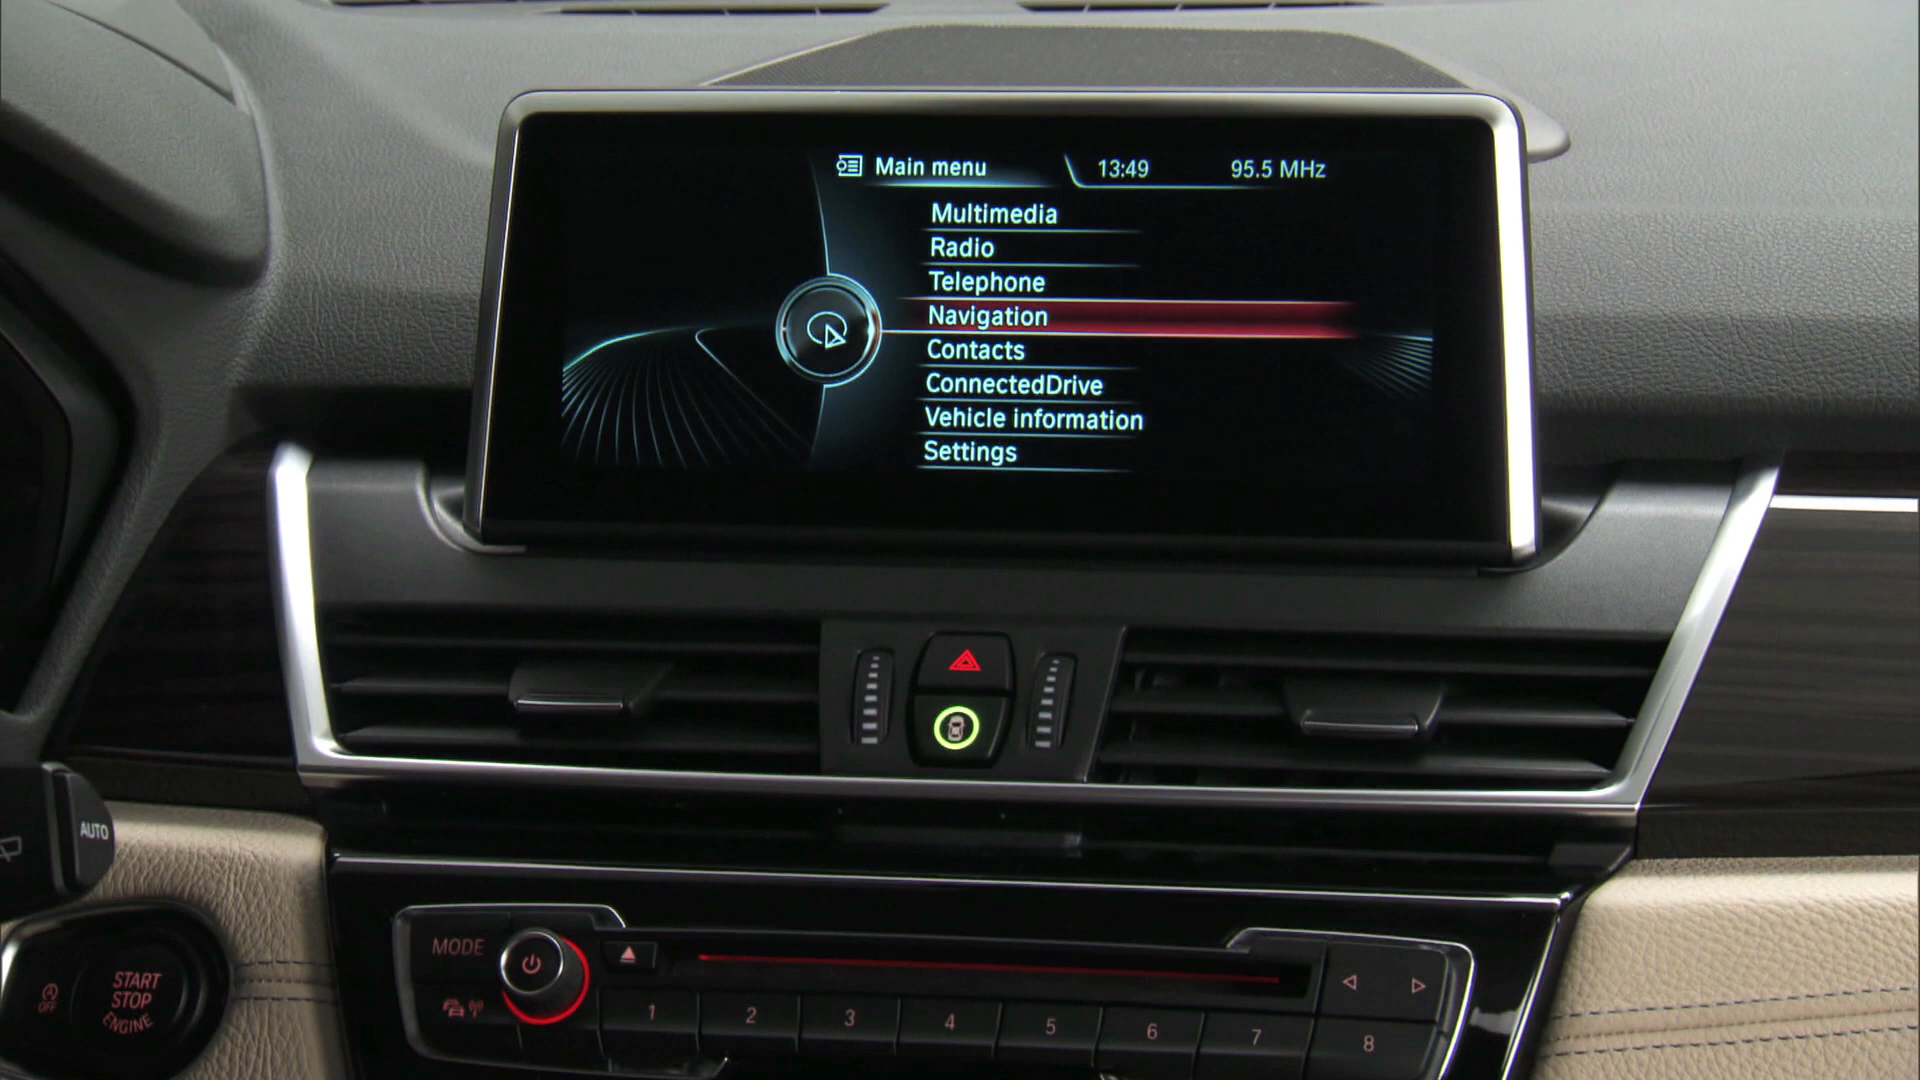 Main menu 13:49 95.5 MHz
Multimedia
Radio
Telephone
Navigation
Contacts
ConnectedDrive
Vehicle information
Settings
AUTO
MODE
OFF
START
STOP
ENGINE
1 2 3 4 5 6 7 8